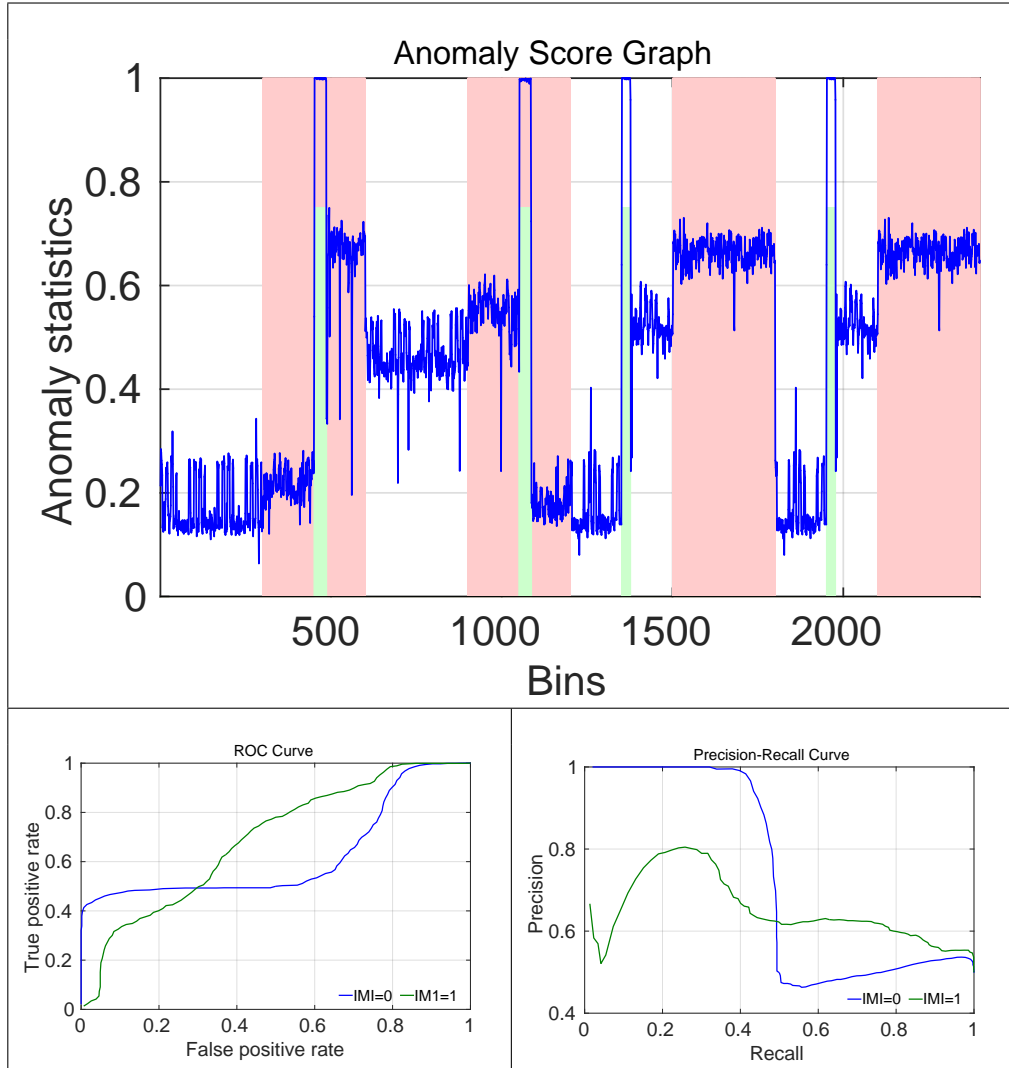 Anomaly Score Graph
1
0.8
0.6
0.4
0.2
0
Anomaly statistics
500 1000 1500 2000
Bins
ROC Curve
1
0.8
0.6
0.4
0.2
0
True positive rate
IMI=0 IM1=1
0 0.2 0.4 0.6 0.8 1
False positive rate
Precision-Recall Curve
1
0.8
0.6
0.4
Precision
IMI=0 IMI=1
0 0.2 0.4 0.6 0.8 1
Recall